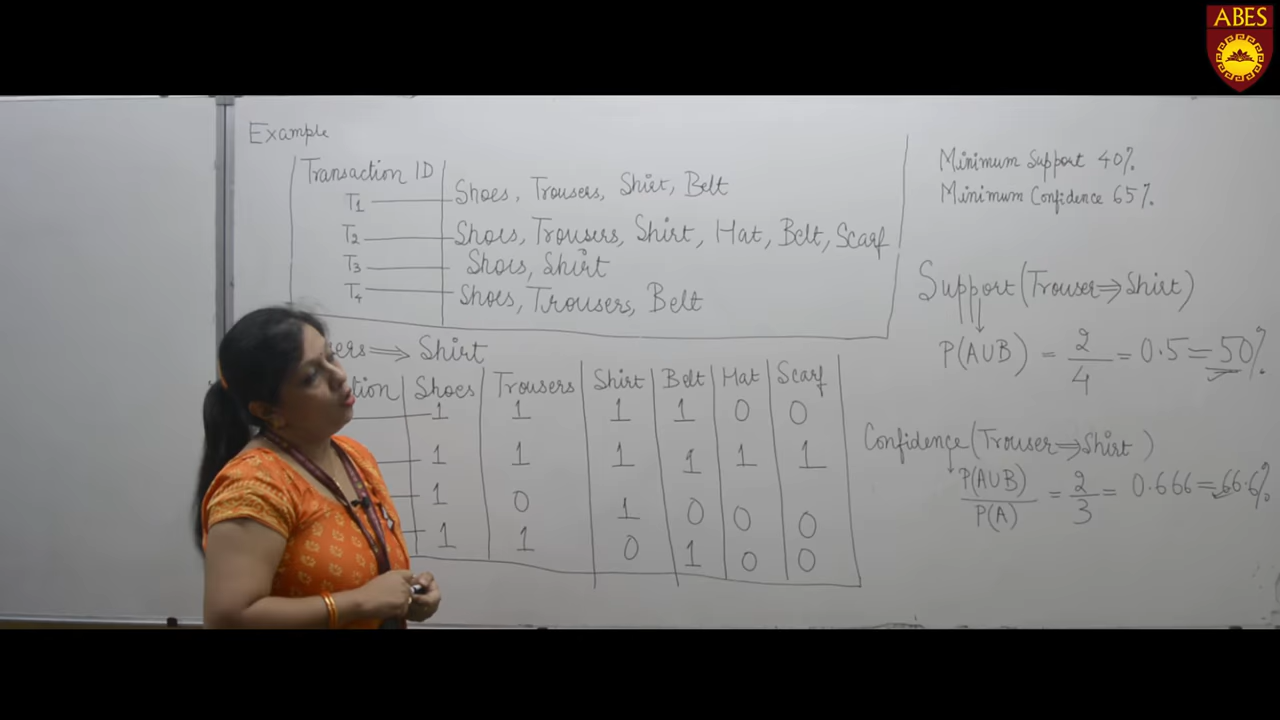 ABES
Example
Transaction ID
T1 Shoes, Trousers, Shirt, Belt
T2 Shoes, Trousers, Shirt, Hat, Belt, Scarf
T3 Shoes, Shirt
T4 Shoes, Trousers, Belt
⇒ Shirt
Shoes Trousers Shirt Belt Hat Scarf
1 1 1 1 0 0
1 1 1 1 1 1
1 0 1 0 0 0
1 1 0 1 0 0
Minimum Support 40%.
Minimum Confidence 65%.
Support (Trouser ⇒ Shirt)
P(AUB) = 2/4 = 0.5 = 50%.
Confidence (Trouser ⇒ Shirt)
P(AUB)/P(A) = 2/3 = 0.666 = 66.6%.